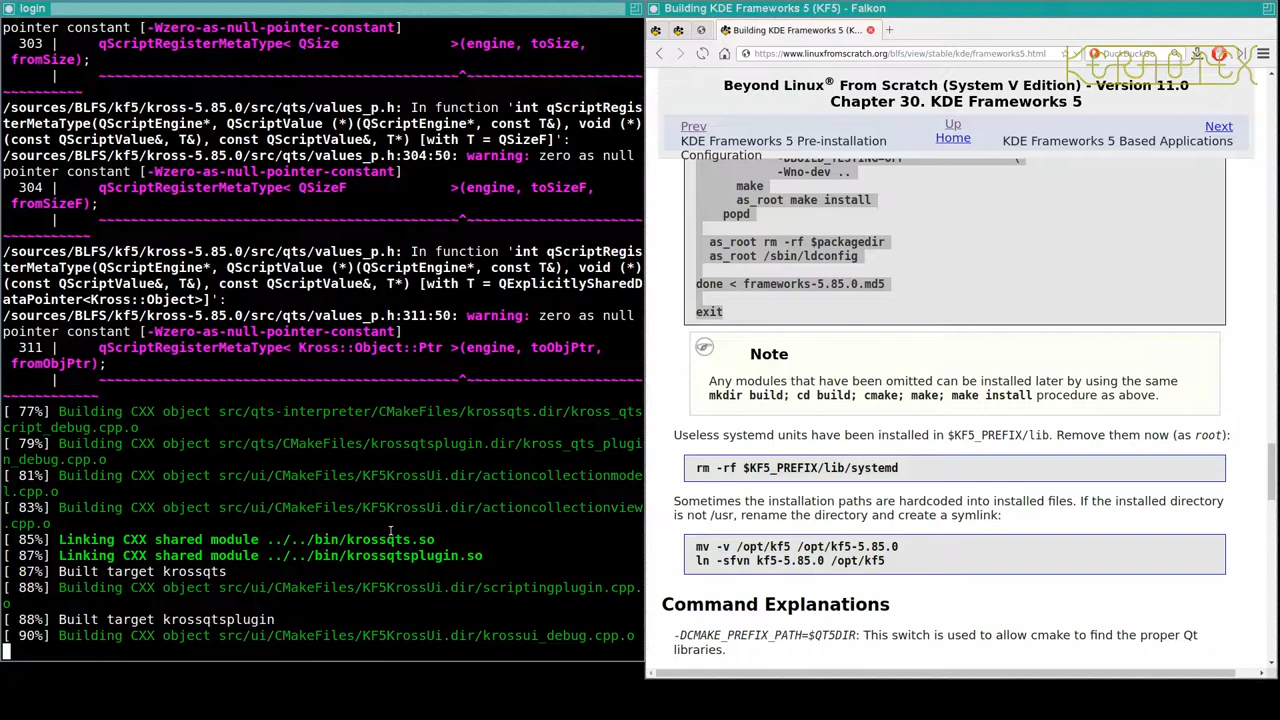 login
pointer constant [-Wzero-as-null-pointer-constant]
303 | qScriptRegisterMetaType< QSize >(engine, toSize,
fromSize);
| ~~~~~~~~~~~~~~~~~~~~~~~~~~~~~~~~~~~~~~~~~~~~~^~~~~~~~~~~~~~~~~~~~~~~
~~~~~~~~~~
/sources/BLFS/kf5/kross-5.85.0/src/qts/values_p.h: In function 'int qScriptRegis
terMetaType(QScriptEngine*, QScriptValue (*)(QScriptEngine*, const T&), void (*)
(const QScriptValue&, T&), const QScriptValue&, T*) [with T = QSizeF]':
/sources/BLFS/kf5/kross-5.85.0/src/qts/values_p.h:304:50: warning: zero as null
pointer constant [-Wzero-as-null-pointer-constant]
304 | qScriptRegisterMetaType< QSizeF >(engine, toSizeF,
fromSizeF);
| ~~~~~~~~~~~~~~~~~~~~~~~~~~~~~~~~~~~~~~~~~~~~~^~~~~~~~~~~~~~~~~~~~~~~
~~~~~~~~~~~
/sources/BLFS/kf5/kross-5.85.0/src/qts/values_p.h: In function 'int qScriptRegis
terMetaType(QScriptEngine*, QScriptValue (*)(QScriptEngine*, const T&), void (*)
(const QScriptValue&, T&), const QScriptValue&, T*) [with T = QExplicitlySharedD
ataPointer<Kross::Object>]':
/sources/BLFS/kf5/kross-5.85.0/src/qts/values_p.h:311:50: warning: zero as null
pointer constant [-Wzero-as-null-pointer-constant]
311 | qScriptRegisterMetaType< Kross::Object::Ptr >(engine, toObjPtr,
fromObjPtr);
| ~~~~~~~~~~~~~~~~~~~~~~~~~~~~~~~~~~~~~~~~~~~~~^~~~~~~~~~~~~~~~~~~~~~~
~~~~~~~~~~~~
[ 77%] Building CXX object src/qts-interpreter/CMakeFiles/krossqts.dir/kross_qts
cript_debug.cpp.o
[ 79%] Building CXX object src/qts/CMakeFiles/krossqtsplugin.dir/kross_qts_plugi
n_debug.cpp.o
[ 81%] Building CXX object src/ui/CMakeFiles/KF5KrossUi.dir/actioncollectionmode
l.cpp.o
[ 83%] Building CXX object src/ui/CMakeFiles/KF5KrossUi.dir/actioncollectionview
.cpp.o
[ 85%] Linking CXX shared module ../../bin/krossqts.so
[ 87%] Linking CXX shared module ../../bin/krossqtsplugin.so
[ 87%] Built target krossqts
[ 88%] Building CXX object src/ui/CMakeFiles/KF5KrossUi.dir/scriptingplugin.cpp.
o
[ 88%] Built target krossqtsplugin
[ 90%] Building CXX object src/ui/CMakeFiles/KF5KrossUi.dir/krossui_debug.cpp.o
Building KDE Frameworks 5 (KF5) - Falkon
Building KDE Frameworks 5 (K...
https://www.linuxfromscratch.org/blfs/view/stable/kde/frameworks5.html
DuckDuckGo
KERNOTEX
Beyond Linux® From Scratch (System V Edition) - Version 11.0
Chapter 30. KDE Frameworks 5
Prev
Up
Next
KDE Frameworks 5 Pre-installation
Configuration
Home
KDE Frameworks 5 Based Applications
-DBUILD_TESTING=OFF \
-Wno-dev ..
make
as_root make install
popd
as_root rm -rf $packagedir
as_root /sbin/ldconfig
done < frameworks-5.85.0.md5
exit
Note
Any modules that have been omitted can be installed later by using the same
mkdir build; cd build; cmake; make; make install procedure as above.
Useless systemd units have been installed in $KF5_PREFIX/lib. Remove them now (as root):
rm -rf $KF5_PREFIX/lib/systemd
Sometimes the installation paths are hardcoded into installed files. If the installed directory
is not /usr, rename the directory and create a symlink:
mv -v /opt/kf5 /opt/kf5-5.85.0
ln -sfvn kf5-5.85.0 /opt/kf5
Command Explanations
-DCMAKE_PREFIX_PATH=$QT5DIR: This switch is used to allow cmake to find the proper Qt
libraries.